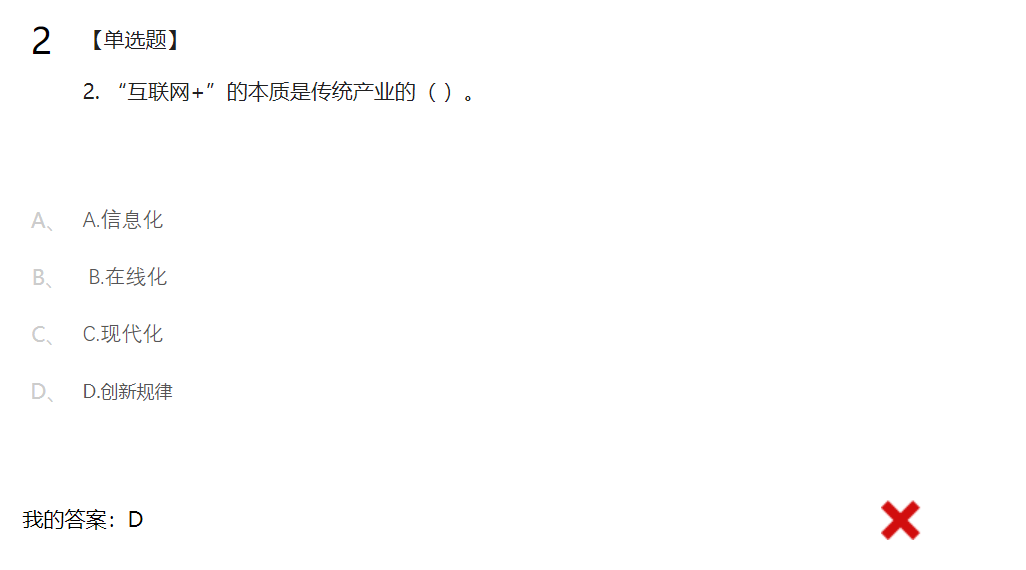 2 【单选题】
2. “互联网+”的本质是传统产业的（ ）。
A、 A.信息化
B、 B.在线化
C、 C.现代化
D、 D.创新规律
我的答案：D